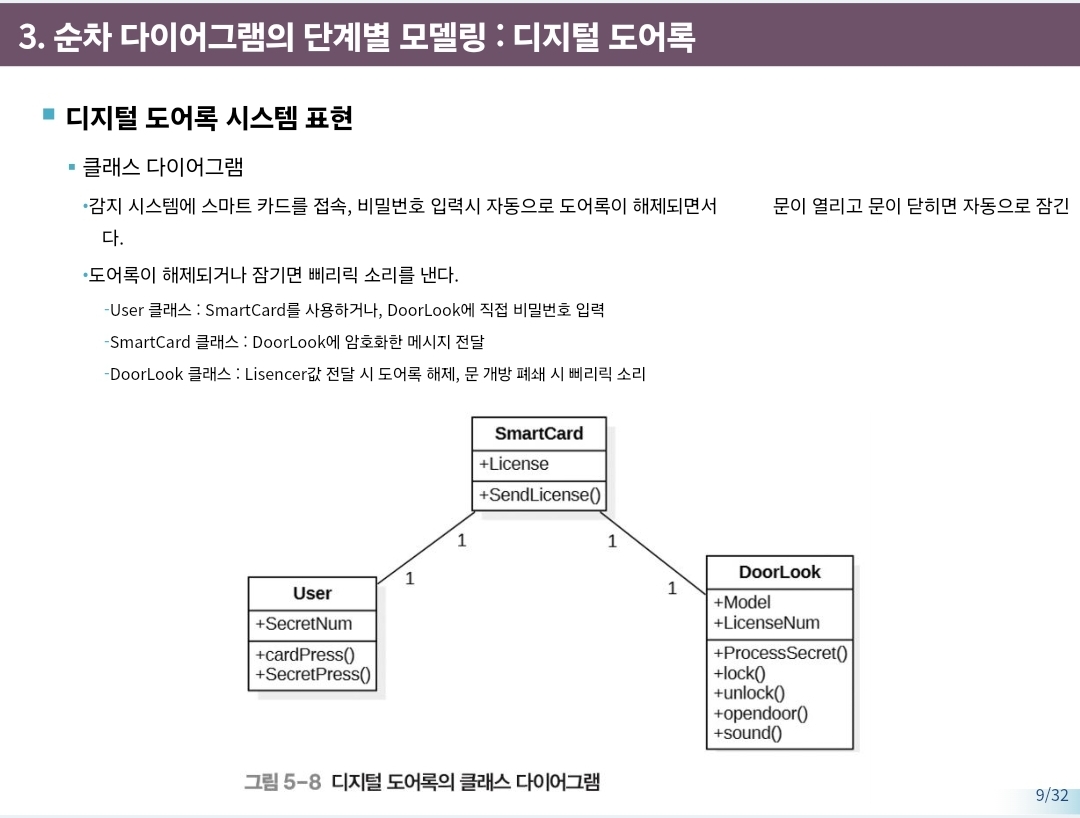 3. 순차 다이어그램의 단계별 모델링 : 디지털 도어록
디지털 도어록 시스템 표현
클래스 다이어그램
•감지 시스템에 스마트 카드를 접속, 비밀번호 입력시 자동으로 도어록이 해제되면서 문이 열리고 문이 닫히면 자동으로 잠긴
다.
•도어록이 해제되거나 잠기면 삐리릭 소리를 낸다.
-User 클래스 : SmartCard를 사용하거나, DoorLook에 직접 비밀번호 입력
-SmartCard 클래스 : DoorLook에 암호화한 메시지 전달
-DoorLook 클래스 : Lisencer값 전달 시 도어록 해제, 문 개방 폐쇄 시 삐리릭 소리
SmartCard
+License
+SendLicense()
1
1
1
1
User
+SecretNum
+cardPress()
+SecretPress()
DoorLook
+Model
+LicenseNum
+ProcessSecret()
+lock()
+unlock()
+opendoor()
+sound()
그림 5-8 디지털 도어록의 클래스 다이어그램
9/32